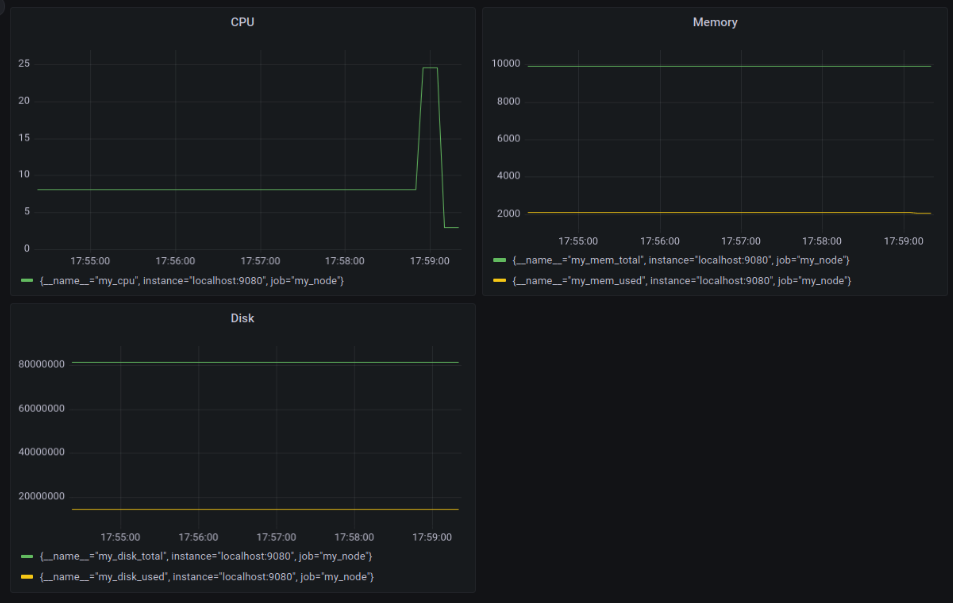 CPU
25
20
15
10
5
0
17:55:00 17:56:00 17:57:00 17:58:00 17:59:00
{__name__="my_cpu", instance="localhost:9080", job="my_node"}
Memory
10000
8000
6000
4000
2000
17:55:00 17:56:00 17:57:00 17:58:00 17:59:00
{__name__="my_mem_total", instance="localhost:9080", job="my_node"}
{__name__="my_mem_used", instance="localhost:9080", job="my_node"}
Disk
80000000
60000000
40000000
20000000
17:55:00 17:56:00 17:57:00 17:58:00 17:59:00
{__name__="my_disk_total", instance="localhost:9080", job="my_node"}
{__name__="my_disk_used", instance="localhost:9080", job="my_node"}